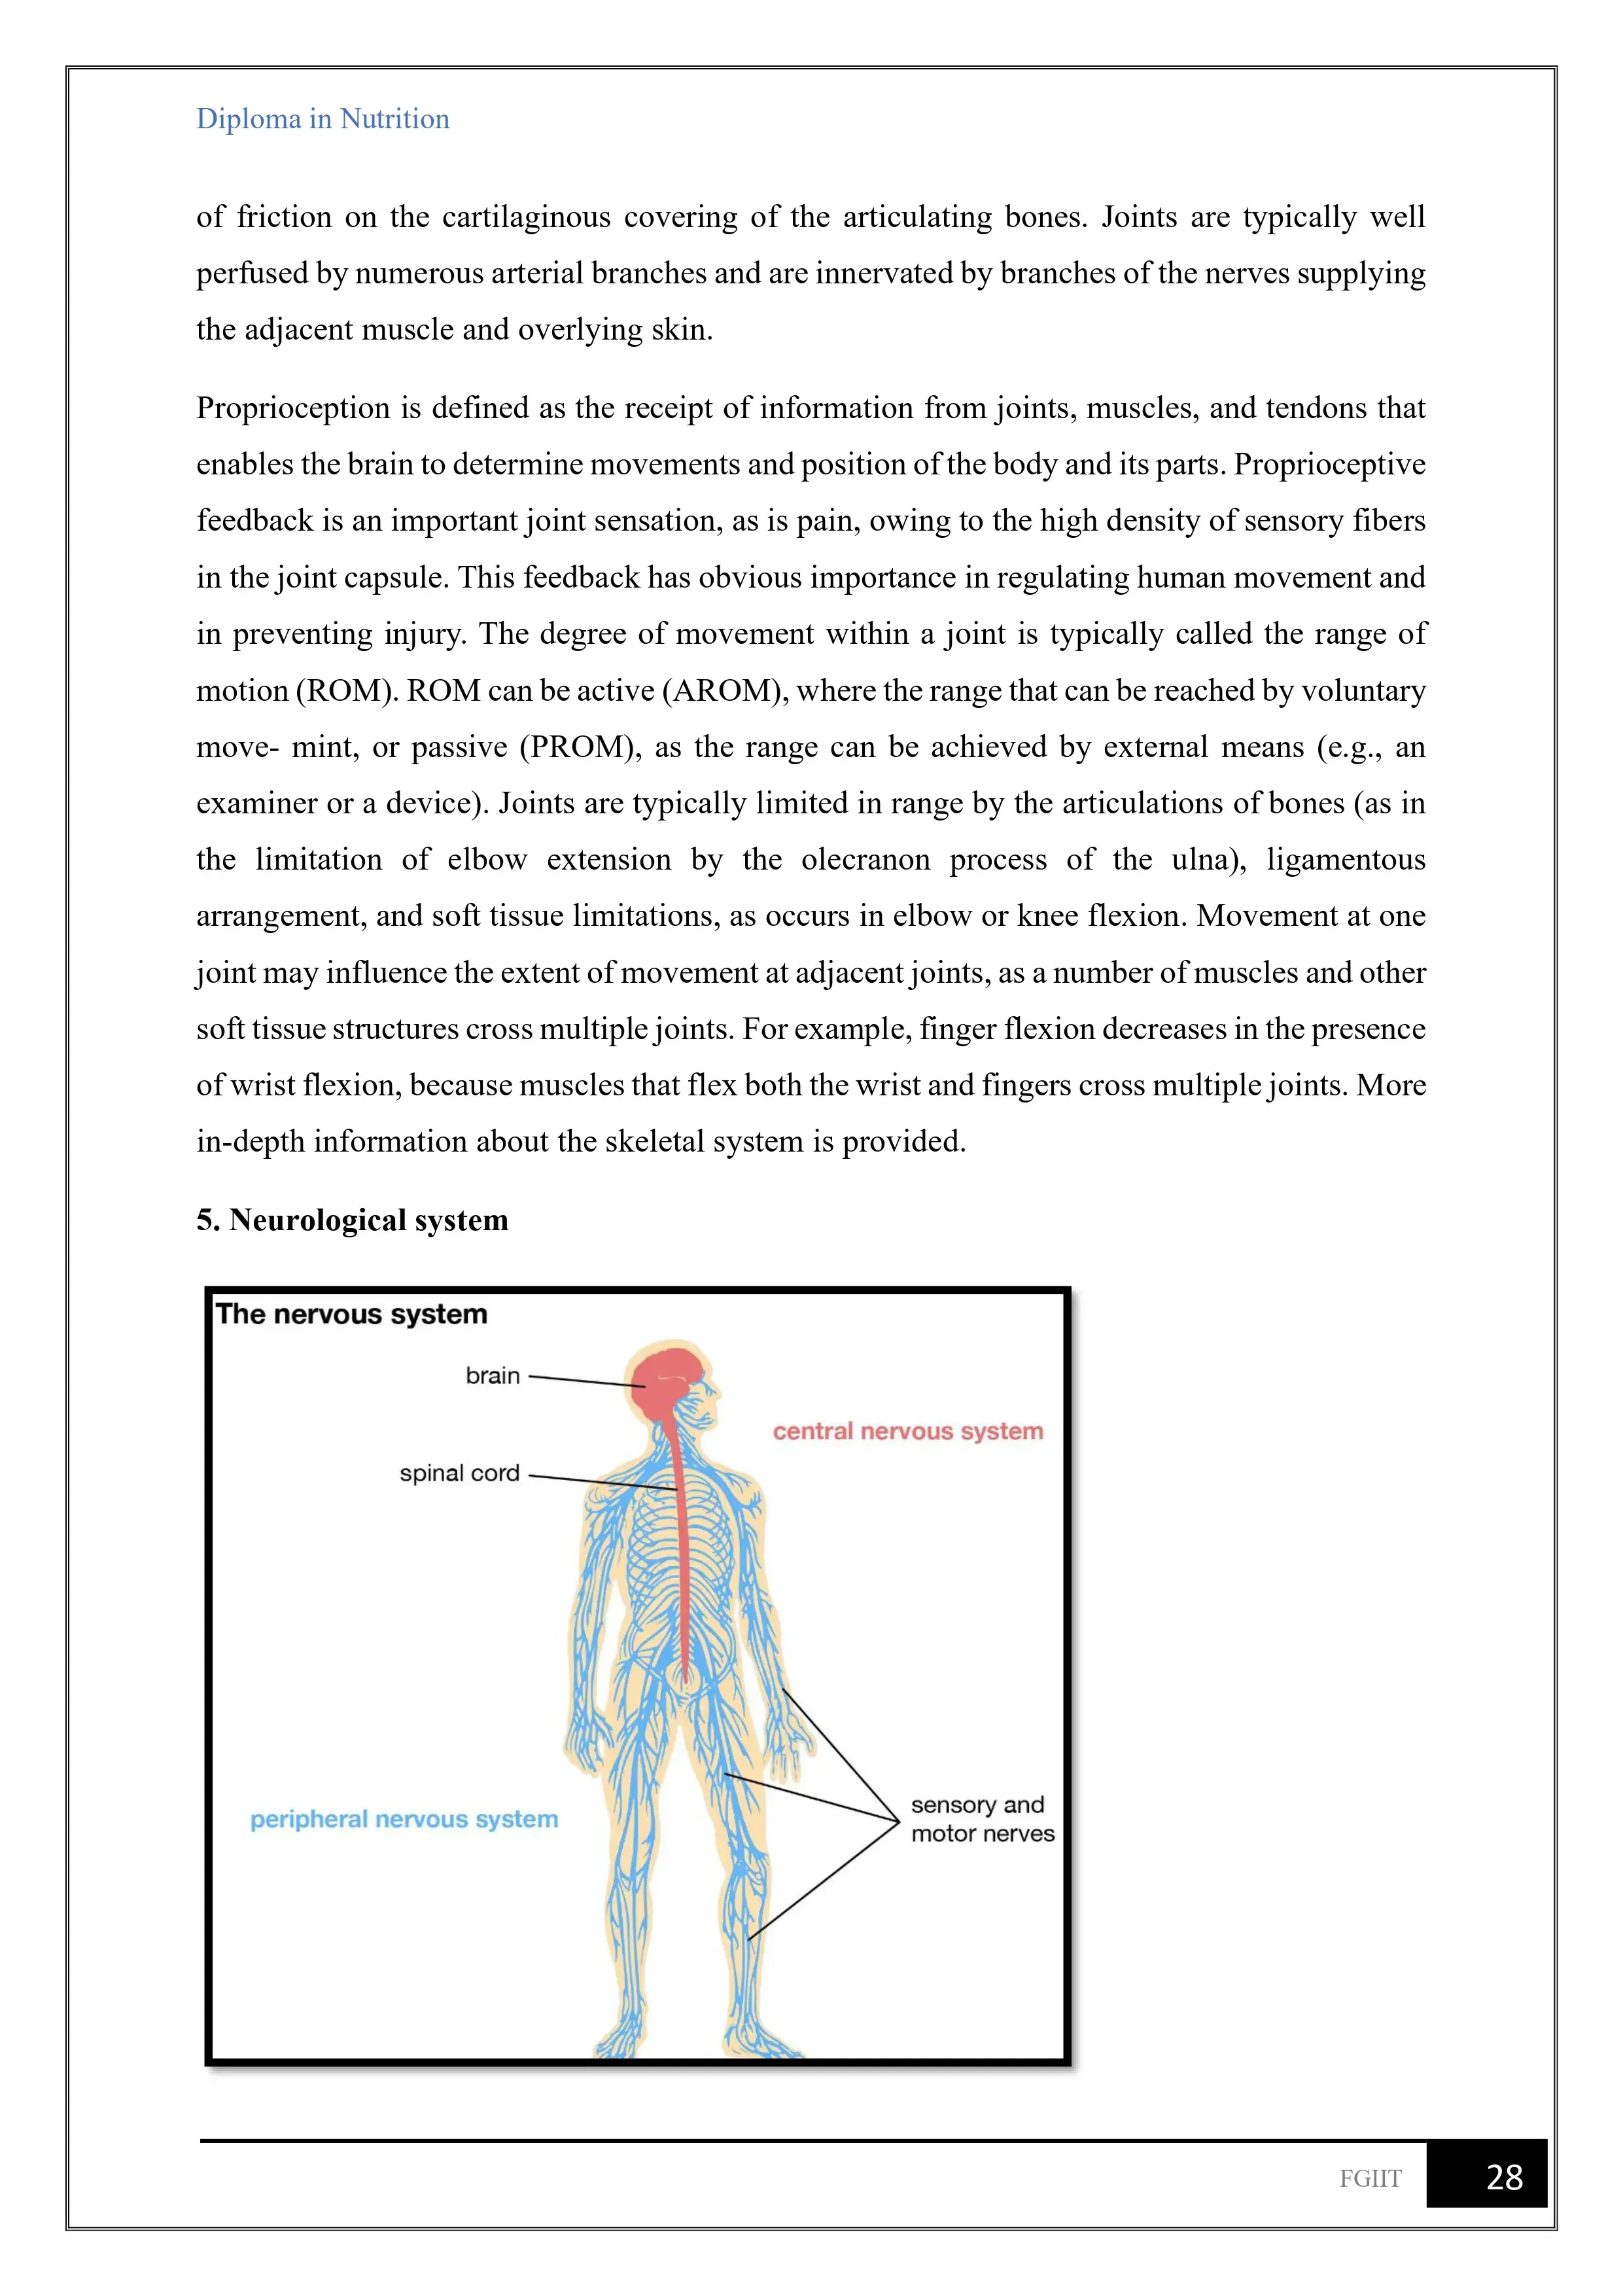 Diploma in Nutrition
of friction on the cartilaginous covering of the articulating bones. Joints are typically well
perfused by numerous arterial branches and are innervated by branches of the nerves supplying
the adjacent muscle and overlying skin.
Proprioception is defined as the receipt of information from joints, muscles, and tendons that
enables the brain to determine movements and position of the body and its parts. Proprioceptive
feedback is an important joint sensation, as is pain, owing to the high density of sensory fibers
in the joint capsule. This feedback has obvious importance in regulating human movement and
in preventing injury. The degree of movement within a joint is typically called the range of
motion (ROM). ROM can be active (AROM), where the range that can be reached by voluntary
move- mint, or passive (PROM), as the range can be achieved by external means (e.g., an
examiner or a device). Joints are typically limited in range by the articulations of bones (as in
the limitation of elbow extension by the olecranon process of the ulna), ligamentous
arrangement, and soft tissue limitations, as occurs in elbow or knee flexion. Movement at one
joint may influence the extent of movement at adjacent joints, as a number of muscles and other
soft tissue structures cross multiple joints. For example, finger flexion decreases in the presence
of wrist flexion, because muscles that flex both the wrist and fingers cross multiple joints. More
in-depth information about the skeletal system is provided.
5. Neurological system
The nervous system
brain
central nervous system
spinal cord
sensory and
motor nerves
peripheral nervous system
FGIIT
28